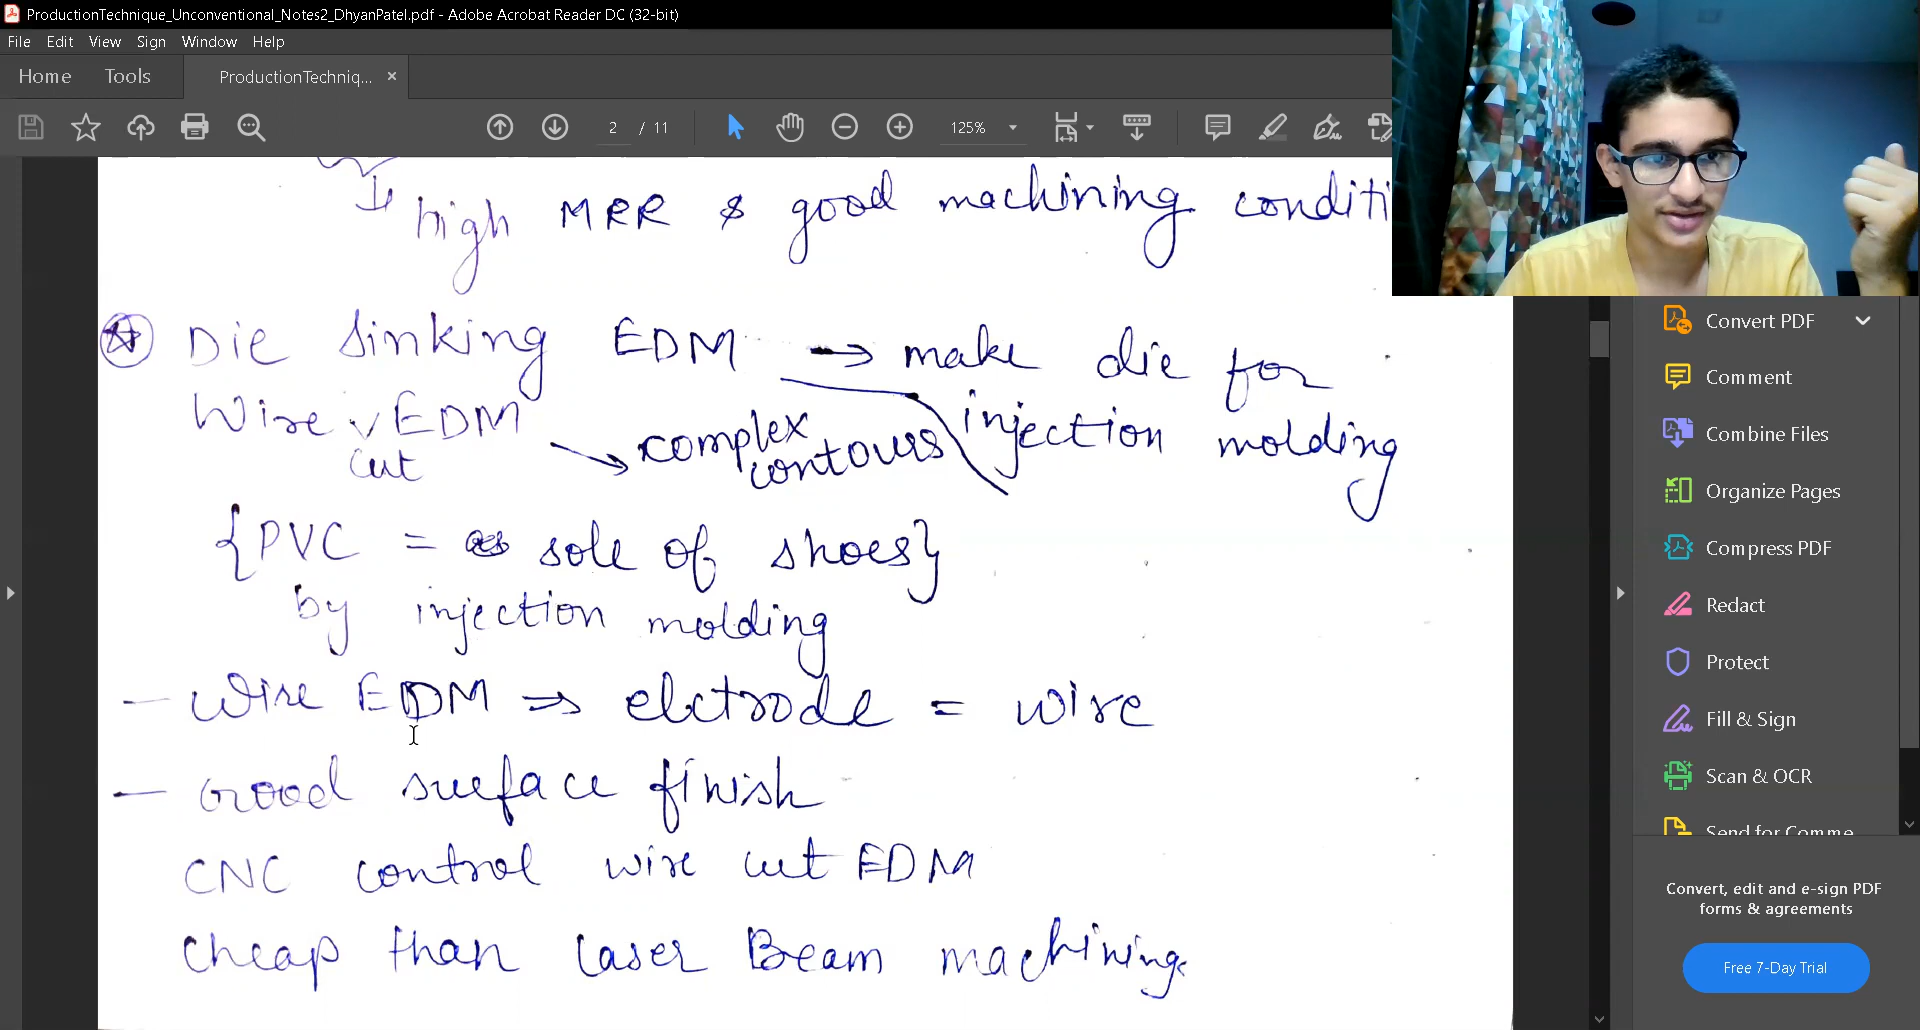 ProductionTechnique_Unconventional_Notes2_DhyanPatel.pdf - Adobe Acrobat Reader DC (32-bit)
File Edit View Sign Window Help
Home Tools ProductionTechniq... ×
2 / 11 125%
high MRR & good machining conditi
Die sinking EDM → make die for
injection molding
Wire cut EDM → complex
contours
{PVC = sole of shoes}
by injection molding
— Wire EDM ⇒ elctrode = wire
— Good surface finish
CNC control wire cut EDM
cheap than Laser Beam machining.
Convert PDF
Comment
Combine Files
Organize Pages
Compress PDF
Redact
Protect
Fill & Sign
Scan & OCR
Send for Comme
Convert, edit and e-sign PDF
forms & agreements
Free 7-Day Trial